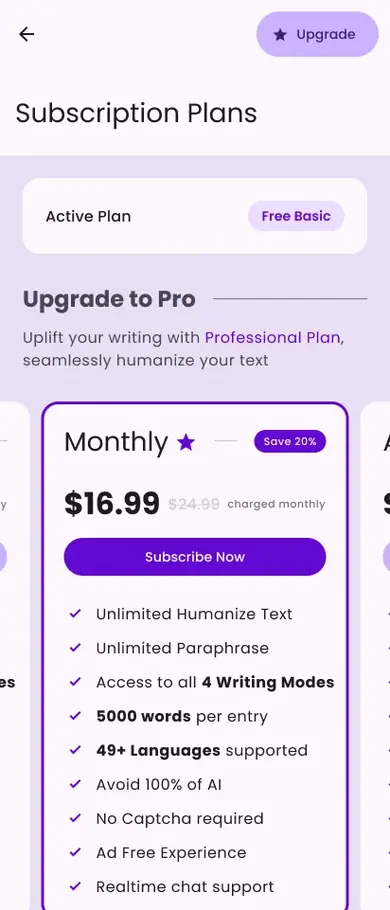 Upgrade
Subscription Plans
Active Plan
Free Basic
Upgrade to Pro
Uplift your writing with Professional Plan,
seamlessly humanize your text
Monthly
Save 20%
$16.99 $24.99 charged monthly
Subscribe Now
Unlimited Humanize Text
Unlimited Paraphrase
Access to all 4 Writing Modes
5000 words per entry
49+ Languages supported
Avoid 100% of AI
No Captcha required
Ad Free Experience
Realtime chat support